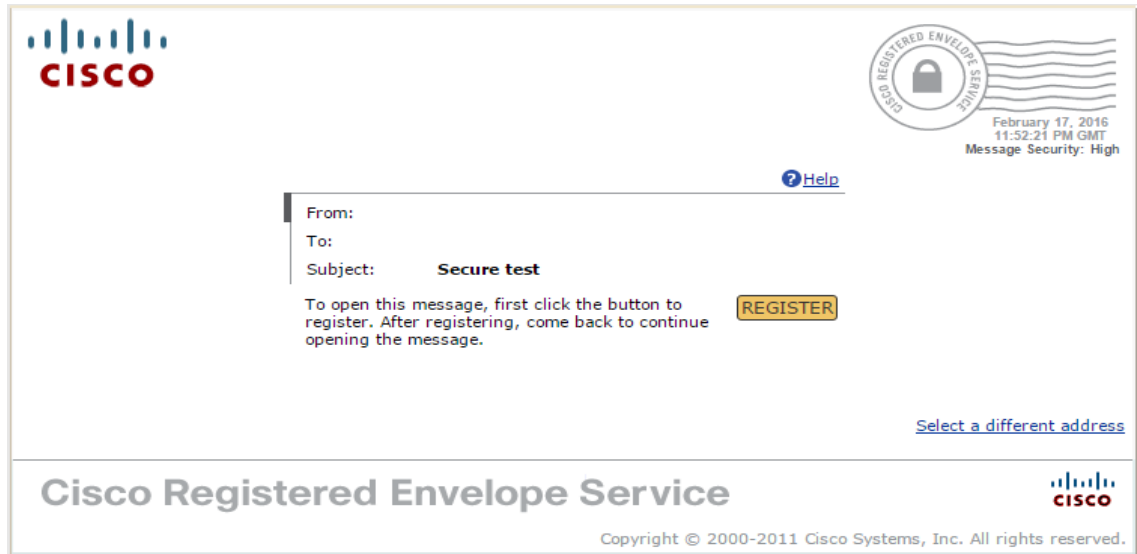 CISCO
CISCO REGISTERED ENVELOPE SERVICE
February 17, 2016
11:52:21 PM GMT
Message Security: High
?Help
From:
To:
Subject: Secure test
To open this message, first click the button to
register. After registering, come back to continue
opening the message.
REGISTER
Select a different address
Cisco Registered Envelope Service
CISCO
Copyright © 2000-2011 Cisco Systems, Inc. All rights reserved.